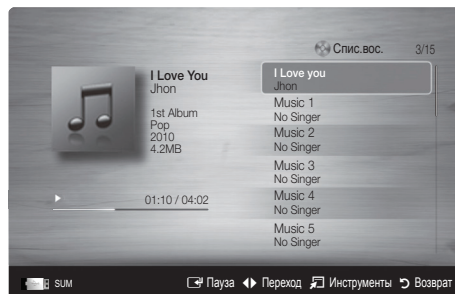 Спис.вос. 3/15
I Love You
Jhon
1st Album
Pop
2010
4.2MB
01:10 / 04:02
I Love you
Jhon
Music 1
No Singer
Music 2
No Singer
Music 3
No Singer
Music 4
No Singer
Music 5
No Singer
SUM Пауза Переход Инструменты Возврат